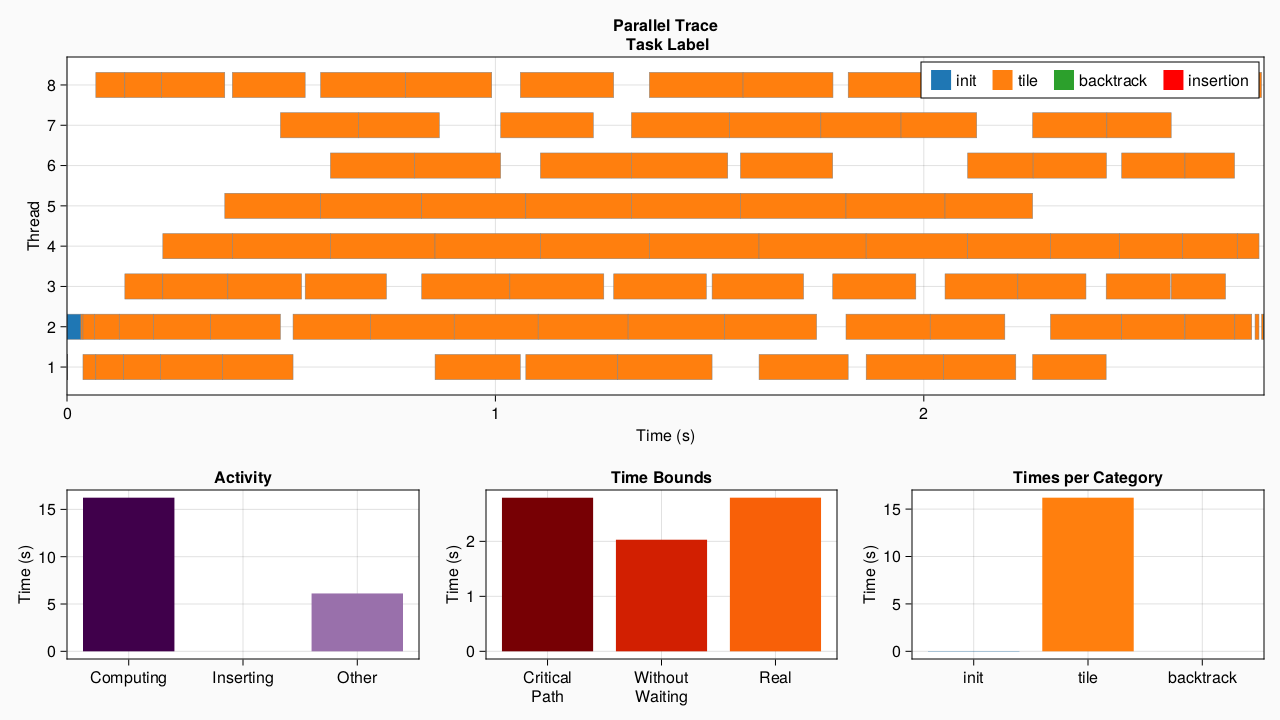 Parallel Trace
Task Label
init tile backtrack insertion
Thread
8
7
6
5
4
3
2
1
0 1 2
Time (s)
Activity
Time (s)
15
10
5
0
Computing Inserting Other
Time Bounds
Time (s)
2
1
0
Critical Path
Without Waiting
Real
Times per Category
Time (s)
15
10
5
0
init tile backtrack